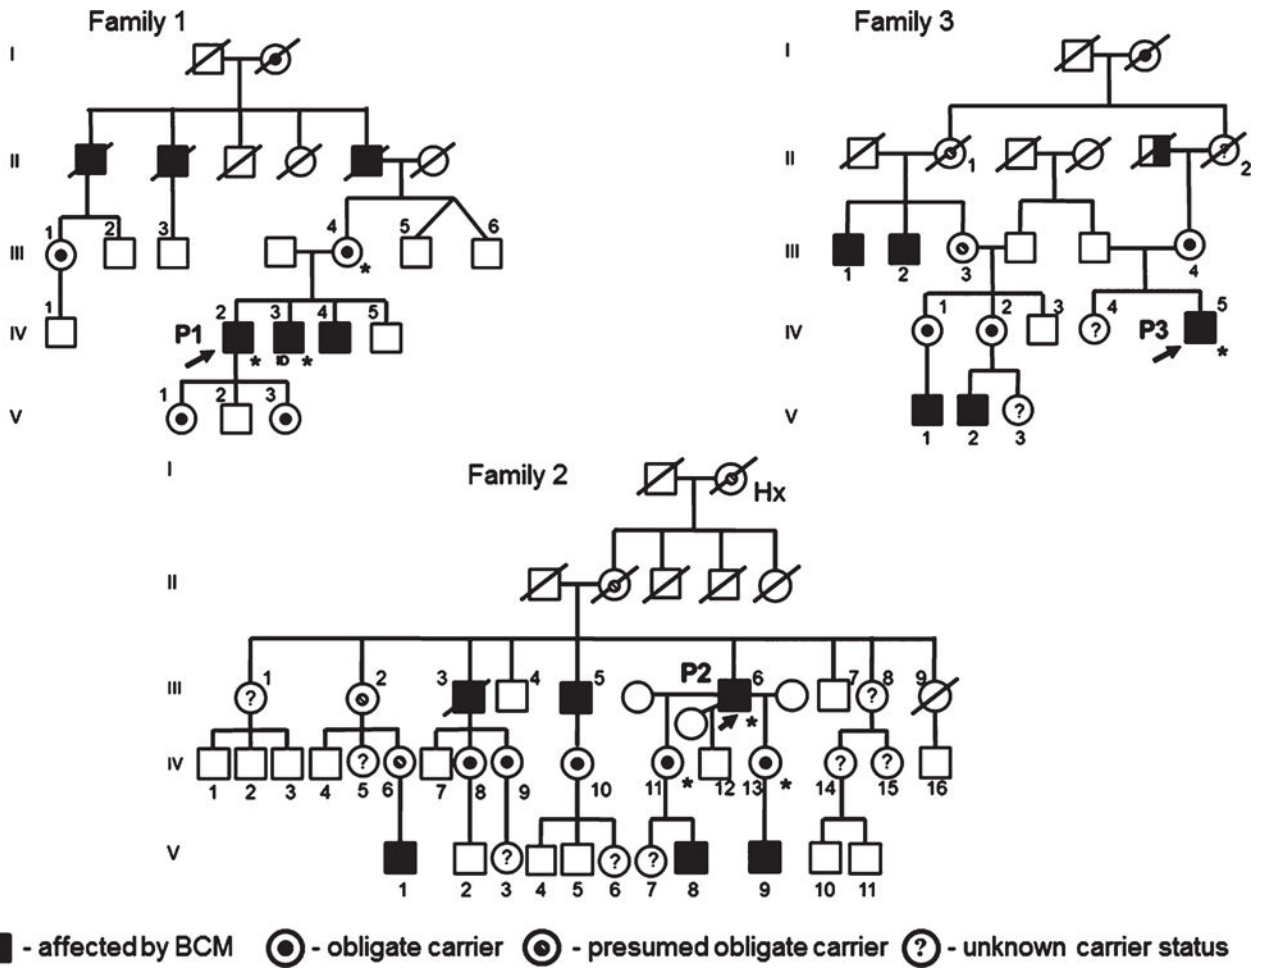 Family 1
I
II
1 2 3 4 5 6
III
*
1 2 3 4 5
IV
P1
* ID *
1 2 3
V
Family 3
I
II
1 2
?
III
1 2 3 4
1 2 3 4 5
IV
? P3
*
V
?
1 2 3
Family 2
I
Hx
II
P2
1 2 3 4 5 6 7 8 9
III
? ?
*
IV
? ? ?
1 2 3 4 5 6 7 8 9 10 11 * 12 13 * 14 15 16
V
? ? ?
1 2 3 4 5 6 7 8 9 10 11
- affected by BCM - obligate carrier - presumed obligate carrier ? - unknown carrier status